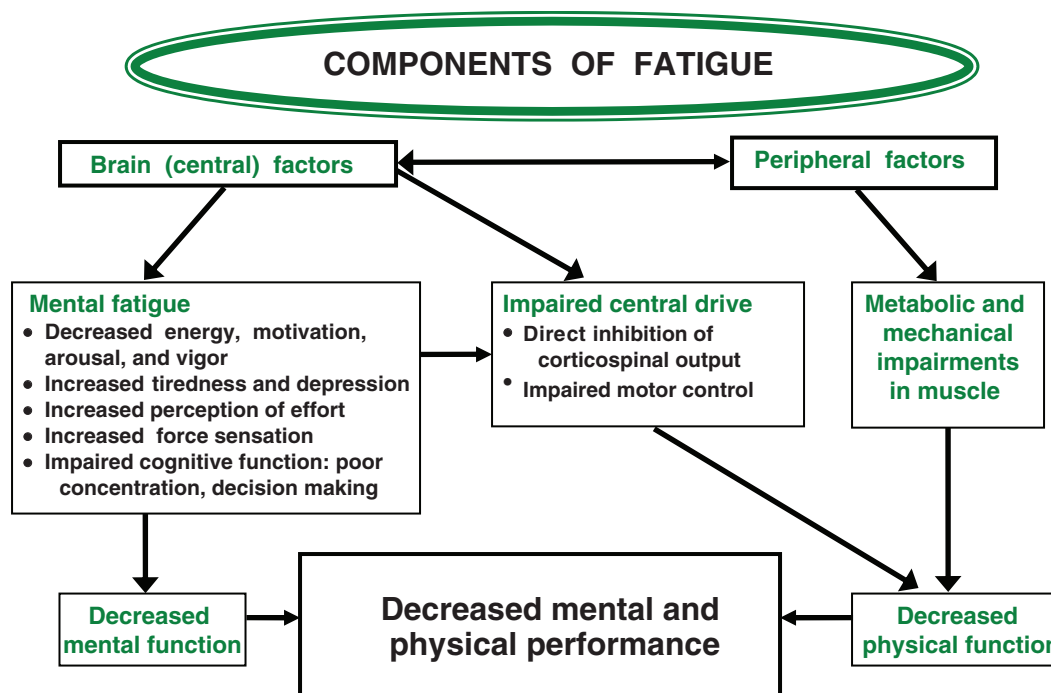 COMPONENTS OF FATIGUE
Brain (central) factors
Peripheral factors
Mental fatigue
• Decreased energy, motivation,
arousal, and vigor
• Increased tiredness and depression
• Increased perception of effort
• Increased force sensation
• Impaired cognitive function: poor
concentration, decision making
Impaired central drive
• Direct inhibition of
corticospinal output
• Impaired motor control
Metabolic and
mechanical
impairments
in muscle
Decreased
mental function
Decreased mental and
physical performance
Decreased
physical function